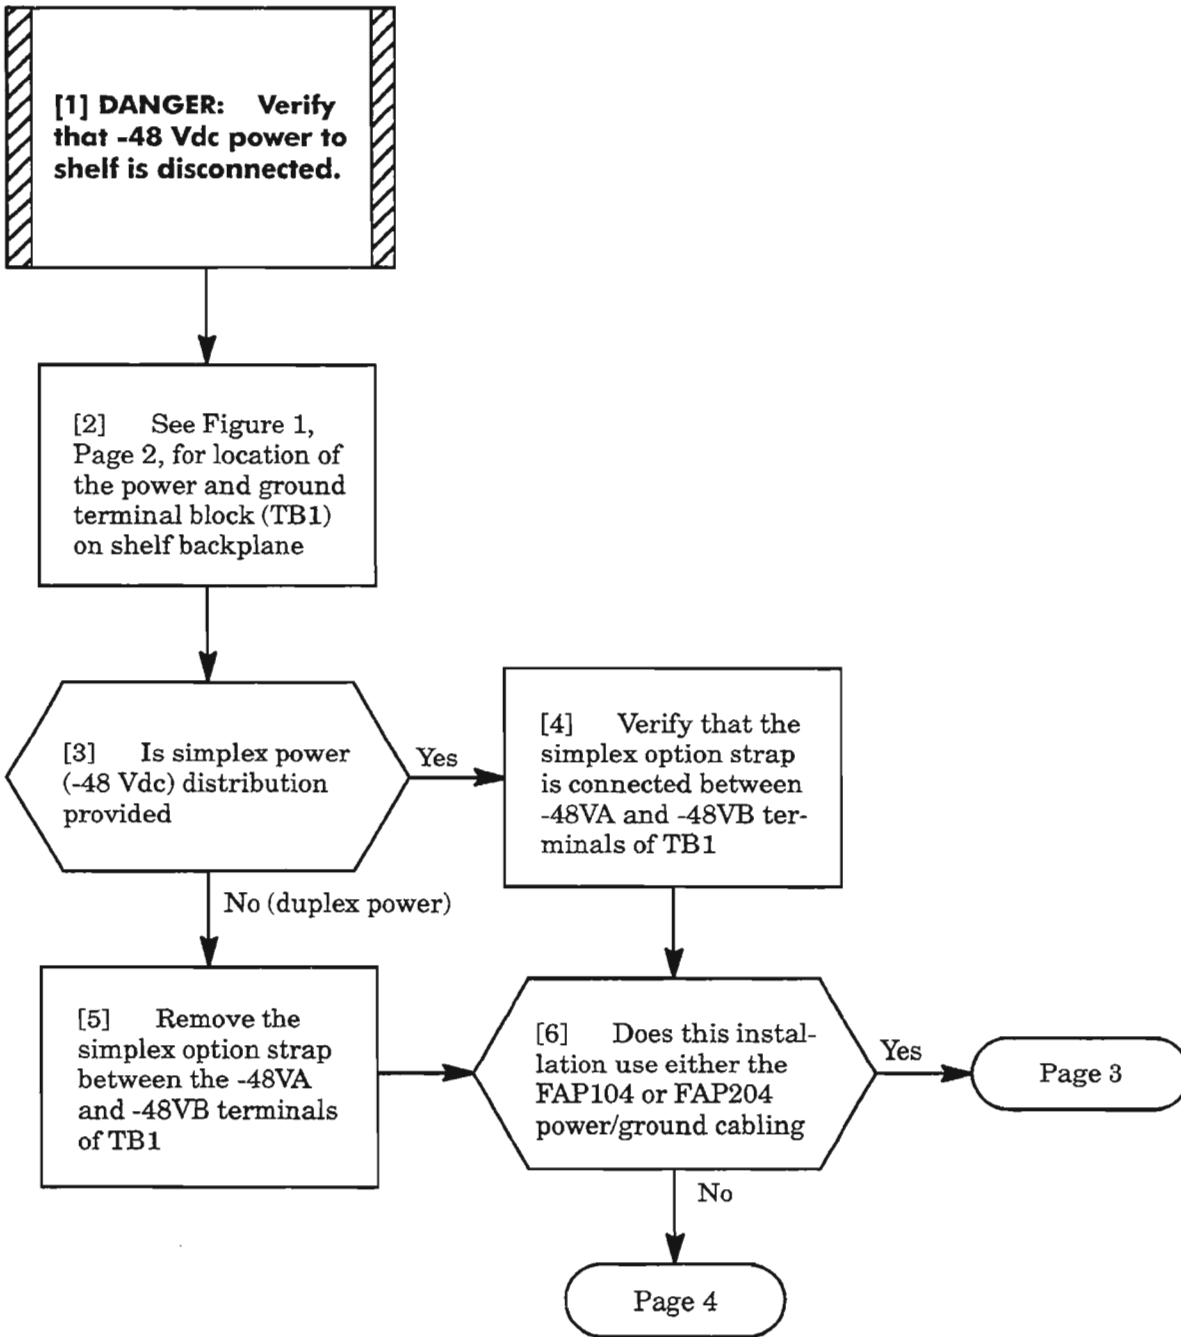 [1] DANGER: Verify
that -48 Vdc power to
shelf is disconnected.
[2] See Figure 1,
Page 2, for location of
the power and ground
terminal block (TB1)
on shelf backplane
[3] Is simplex power
(-48 Vdc) distribution
provided
Yes
[4] Verify that the
simplex option strap
is connected between
-48VA and -48VB ter-
minals of TB1
No (duplex power)
[5] Remove the
simplex option strap
between the -48VA
and -48VB terminals
of TB1
[6] Does this instal-
lation use either the
FAP104 or FAP204
power/ground cabling
Yes
Page 3
No
Page 4